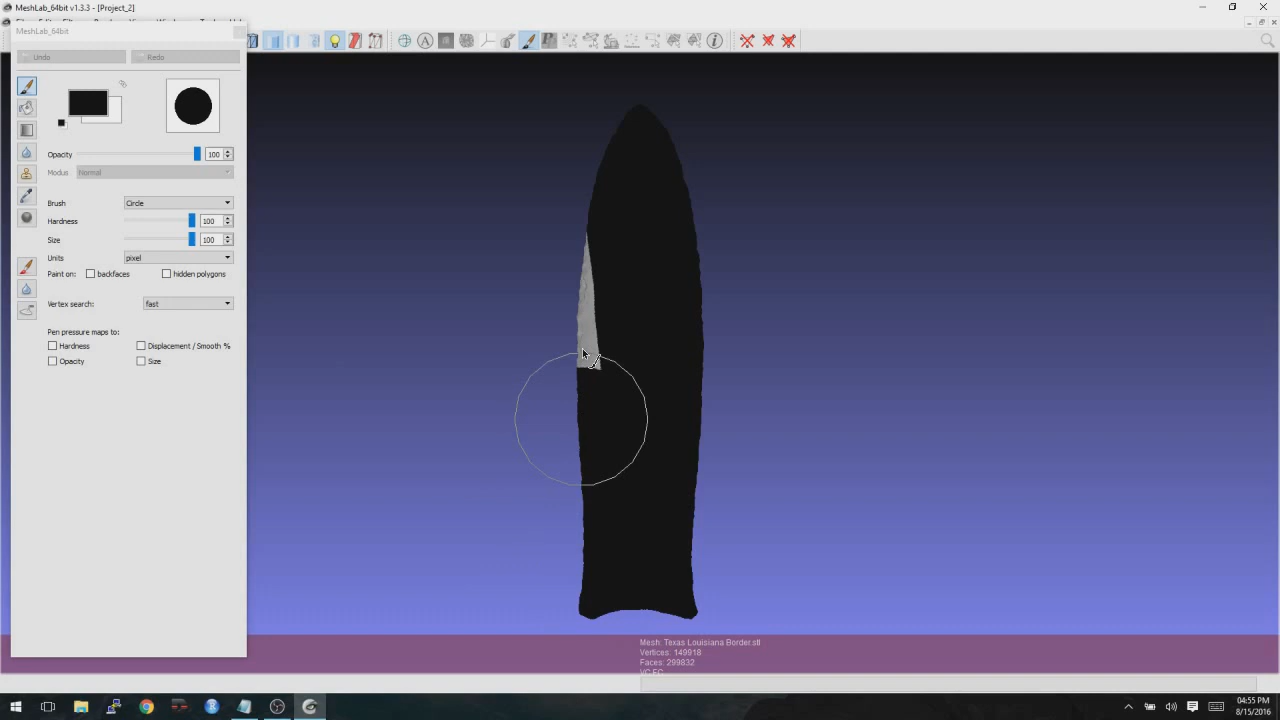 MeshLab_64bit v1.3.3 - [Project_2]
MeshLab_64bit
Undo
Redo
Opacity
100
Modus
Normal
Brush
Circle
Hardness
100
Size
100
Units
pixel
Paint on:
backfaces
hidden polygons
Vertex search:
fast
Pen pressure maps to:
Hardness
Displacement / Smooth %
Opacity
Size
Mesh: Texas Louisiana Border.stl
Vertices: 149918
Faces: 299832
VC FC
04:55 PM
8/15/2016